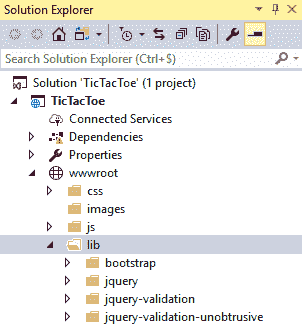 Solution Explorer
Search Solution Explorer (Ctrl+$)
Solution 'TicTacToe' (1 project)
TicTacToe
Connected Services
Dependencies
Properties
wwwroot
css
images
js
lib
bootstrap
jquery
jquery-validation
jquery-validation-unobtrusive